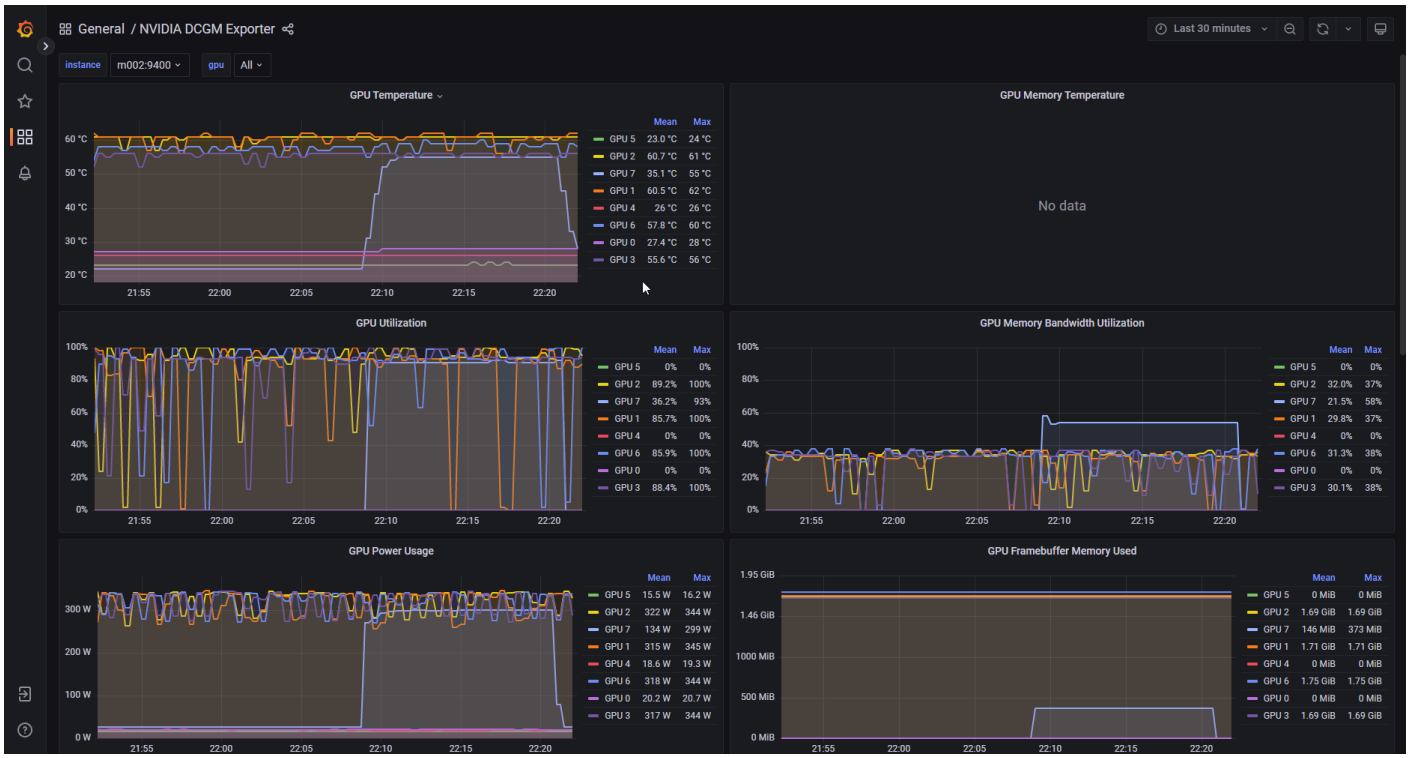 General / NVIDIA DCGM Exporter
Last 30 minutes
instance m002:9400 gpu All
GPU Temperature
Mean Max
60 °C
50 °C
40 °C
30 °C
20 °C
21:55 22:00 22:05 22:10 22:15 22:20
GPU 5 23.0 °C 24 °C
GPU 2 60.7 °C 61 °C
GPU 7 35.1 °C 55 °C
GPU 1 60.5 °C 62 °C
GPU 4 26 °C 26 °C
GPU 6 57.8 °C 60 °C
GPU 0 27.4 °C 28 °C
GPU 3 55.6 °C 56 °C
GPU Memory Temperature
No data
GPU Utilization
100%
80%
60%
40%
20%
0%
21:55 22:00 22:05 22:10 22:15 22:20
Mean Max
GPU 5 0% 0%
GPU 2 89.2% 100%
GPU 7 36.2% 93%
GPU 1 85.7% 100%
GPU 4 0% 0%
GPU 6 85.9% 100%
GPU 0 0% 0%
GPU 3 88.4% 100%
GPU Memory Bandwidth Utilization
100%
80%
60%
40%
20%
0%
21:55 22:00 22:05 22:10 22:15 22:20
Mean Max
GPU 5 0% 0%
GPU 2 32.0% 37%
GPU 7 21.5% 58%
GPU 1 29.8% 37%
GPU 4 0% 0%
GPU 6 31.3% 38%
GPU 0 0% 0%
GPU 3 30.1% 38%
GPU Power Usage
300 W
200 W
100 W
0 W
21:55 22:00 22:05 22:10 22:15 22:20
Mean Max
GPU 5 15.5 W 16.2 W
GPU 2 322 W 344 W
GPU 7 134 W 299 W
GPU 1 315 W 345 W
GPU 4 18.6 W 19.3 W
GPU 6 318 W 344 W
GPU 0 20.2 W 20.7 W
GPU 3 317 W 344 W
GPU Framebuffer Memory Used
1.95 GiB
1.46 GiB
1000 MiB
500 MiB
0 MiB
21:55 22:00 22:05 22:10 22:15 22:20
Mean Max
GPU 5 0 MiB 0 MiB
GPU 2 1.69 GiB 1.69 GiB
GPU 7 146 MiB 373 MiB
GPU 1 1.71 GiB 1.71 GiB
GPU 4 0 MiB 0 MiB
GPU 6 1.75 GiB 1.75 GiB
GPU 0 0 MiB 0 MiB
GPU 3 1.69 GiB 1.69 GiB